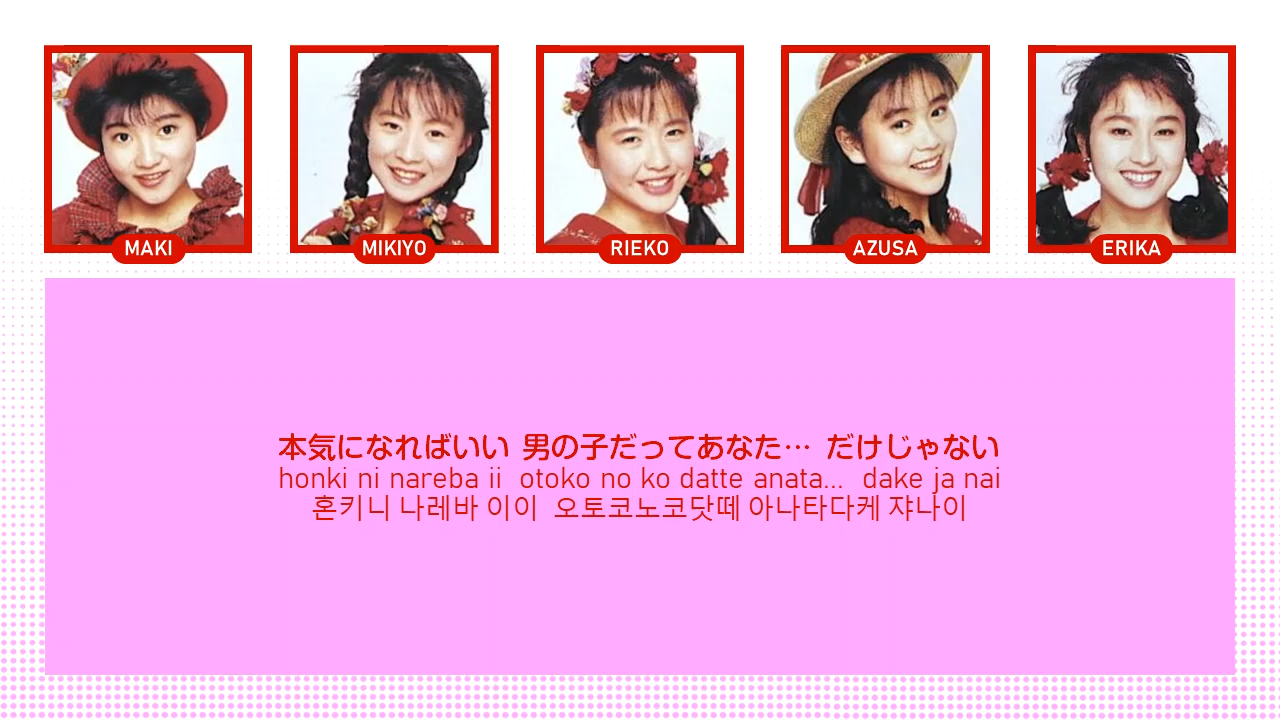 MAKI
MIKIYO
RIEKO
AZUSA
ERIKA
本気になればいい 男の子だってあなた… だけじゃない
honki ni nareba ii otoko no ko datte anata... dake ja nai
혼키니 나레바 이이 오토코노코닷떼 아나타다케 쟈나이